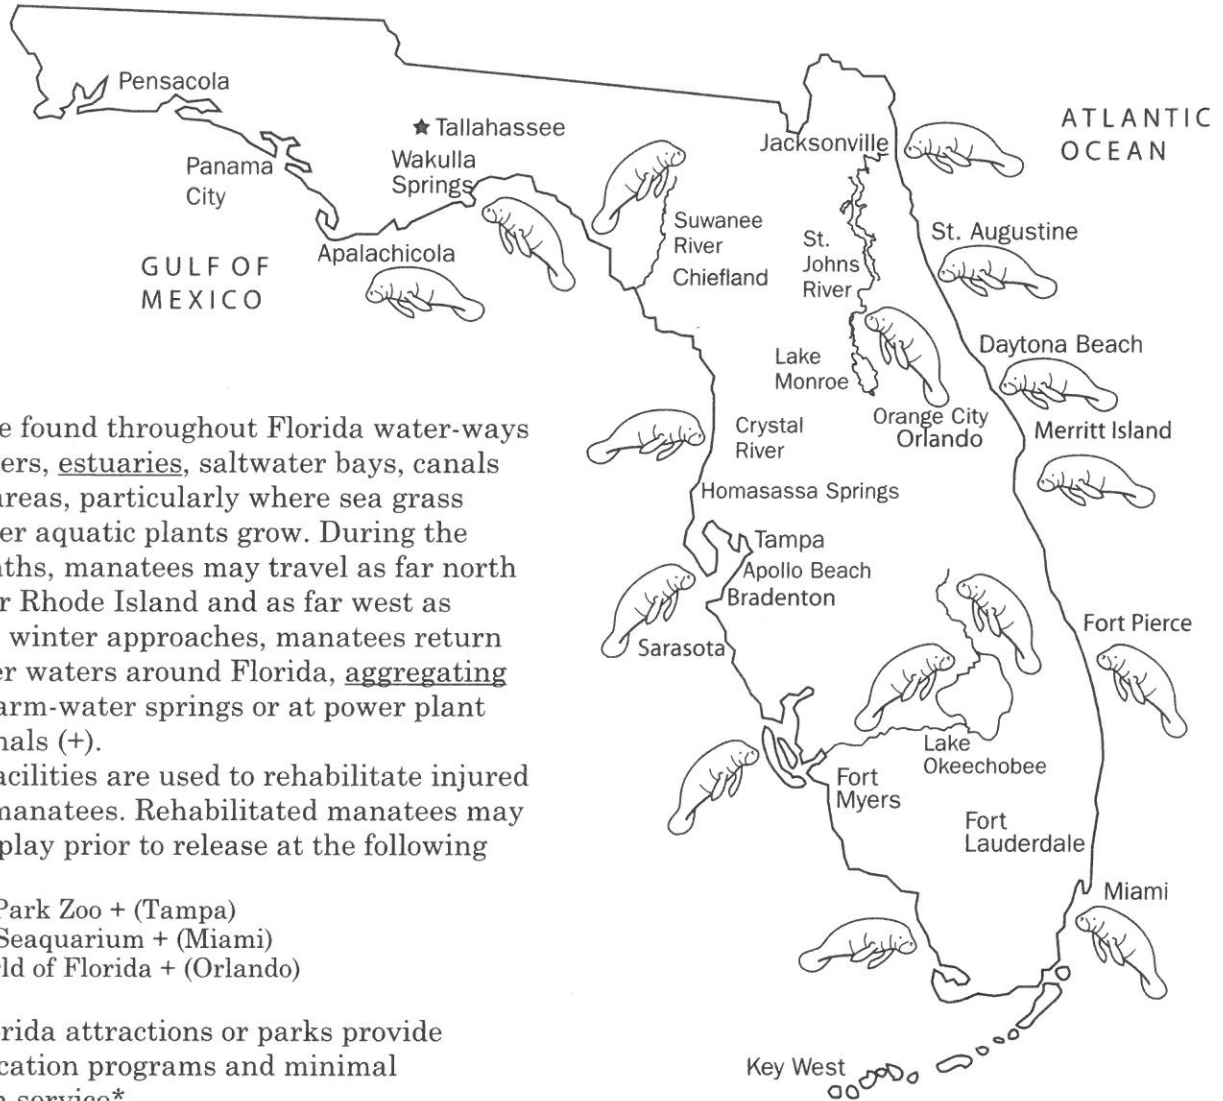 Pensacola
Tallahassee
Wakulla
Springs
Panama
City
Apalachicola
GULF OF
MEXICO
Suwanee
River
Chiefland
Jacksonville
ATLANTIC
OCEAN
St.
Johns
River
St. Augustine
Lake
Monroe
Daytona Beach
Orange City
Orlando
Merritt Island
Crystal
River
Homasassa Springs
Tampa
Apollo Beach
Bradenton
Sarasota
Fort Pierce
Lake
Okeechobee
Fort
Myers
Fort
Lauderdale
Miami
Key West
e found throughout Florida water-ways
ers, estuaries, saltwater bays, canals
areas, particularly where sea grass
er aquatic plants grow. During the
nths, manatees may travel as far north
r Rhode Island and as far west as
winter approaches, manatees return
er waters around Florida, aggregating
arm-water springs or at power plant
nals (+).
acilities are used to rehabilitate injured
manatees. Rehabilitated manatees may
play prior to release at the following
Park Zoo + (Tampa)
Seaquarium + (Miami)
ld of Florida + (Orlando)
rida attractions or parks provide
cation programs and minimal
service*